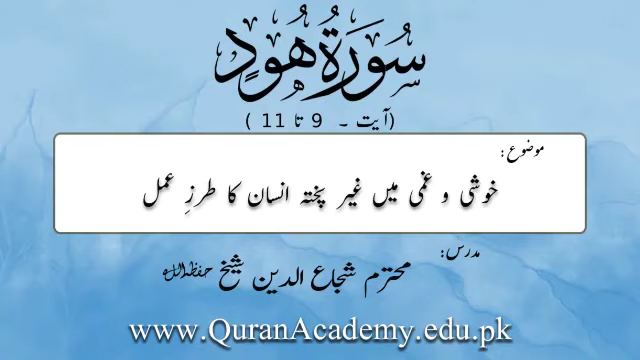 سُورَةُ هُودٍ
(آیت ۔ 9 تا 11 )
موضوع:
خوشی و غمی میں غیر پختہ انسان کا طرزِ عمل
مدرس:
محترم شجاع الدین شیخ حفظہ اللہ
www.QuranAcademy.edu.pk